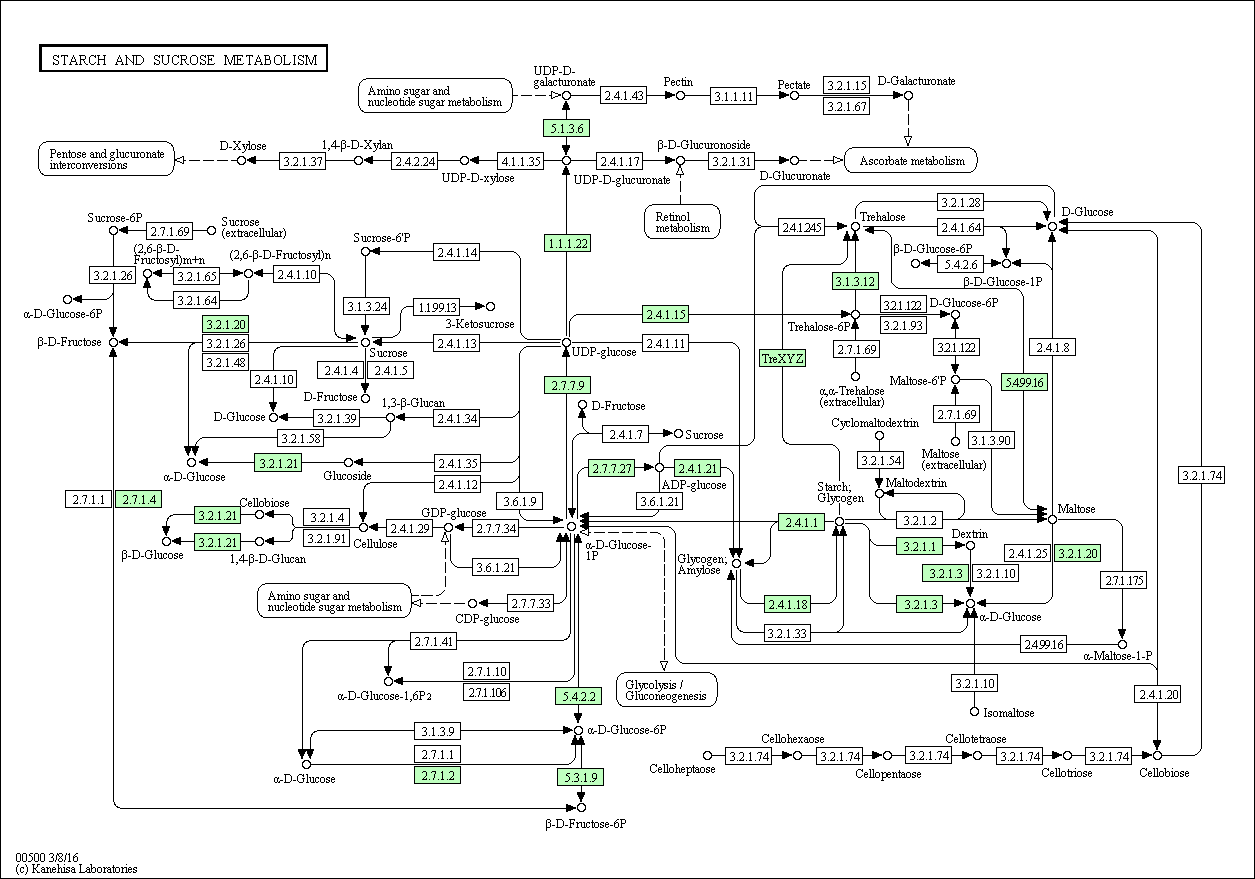 STARCH AND SUCROSE METABOLISM
Amino sugar and
nucleotide sugar metabolism
UDP-D-
galacturonate
2.4.1.43
Pectin
3.1.1.11
Pectate
3.2.1.15
3.2.1.67
D-Galacturonate
5.1.3.6
Pentose and glucuronate
interconversions
D-Xylose
3.2.1.37
1,4-β-D-Xylan
2.4.2.24
UDP-D-xylose
4.1.1.35
2.4.1.17
UDP-D-glucuronate
β-D-Glucuronoside
3.2.1.31
D-Glucuronate
Ascorbate metabolism
Retinol
metabolism
1.1.1.22
Sucrose-6P
2.7.1.69
Sucrose
(extracellular)
(2,6-β-D-
Fructosyl)m+n
(2,6-β-D-Fructosyl)n
3.2.1.26
3.2.1.65
3.2.1.64
2.4.1.10
α-D-Glucose-6P
Sucrose-6'P
2.4.1.14
3.1.3.24
1.1.99.13
3-Ketosucrose
β-D-Fructose
3.2.1.20
3.2.1.26
3.2.1.48
Sucrose
2.4.1.13
UDP-glucose
2.4.1.15
2.4.1.11
2.4.1.10
2.4.1.4
2.4.1.5
D-Fructose
2.7.7.9
D-Glucose
3.2.1.39
1,3-β-Glucan
2.4.1.34
3.2.1.58
D-Fructose
2.4.1.7
Sucrose
α-D-Glucose
3.2.1.21
Glucoside
2.4.1.35
2.4.1.12
2.7.7.27
2.4.1.21
ADP-glucose
3.6.1.9
3.6.1.21
2.7.1.1
2.7.1.4
3.2.1.21
Cellobiose
3.2.1.4
3.2.1.91
2.4.1.29
GDP-glucose
2.7.7.34
β-D-Glucose
3.2.1.21
1,4-β-D-Glucan
Cellulose
3.6.1.21
α-D-Glucose-
1P
Amino sugar and
nucleotide sugar metabolism
2.7.7.33
CDP-glucose
2.7.1.41
2.7.1.10
2.7.1.106
α-D-Glucose-1,6P2
5.4.2.2
Glycolysis /
Gluconeogenesis
3.1.3.9
α-D-Glucose-6P
2.7.1.1
2.7.1.2
α-D-Glucose
5.3.1.9
β-D-Fructose-6P
2.4.1.245
Trehalose
3.2.1.28
2.4.1.64
D-Glucose
β-D-Glucose-6P
5.4.2.6
β-D-Glucose-1P
3.1.3.12
Trehalose-6P
3.2.1.122
3.2.1.93
D-Glucose-6P
TreXYZ
2.7.1.69
α,α-Trehalose
(extracellular)
3.2.1.122
Maltose-6'P
2.4.1.8
5.4.99.16
2.7.1.69
Maltose
(extracellular)
3.1.3.90
Cyclomaltodextrin
3.2.1.54
Maltodextrin
3.2.1.74
Starch;
Glycogen
2.4.1.1
3.2.1.2
Maltose
Glycogen;
Amylose
3.2.1.1
Dextrin
3.2.1.3
3.2.1.10
2.4.1.25
3.2.1.20
2.7.1.175
2.4.1.18
3.2.1.3
α-D-Glucose
3.2.1.33
2.4.99.16
α-Maltose-1-P
3.2.1.10
Isomaltose
2.4.1.20
Celloheptaose
3.2.1.74
Cellohexaose
3.2.1.74
Cellopentaose
3.2.1.74
Cellotetraose
3.2.1.74
Cellotriose
3.2.1.74
Cellobiose
00500 3/8/16
(c) Kanehisa Laboratories